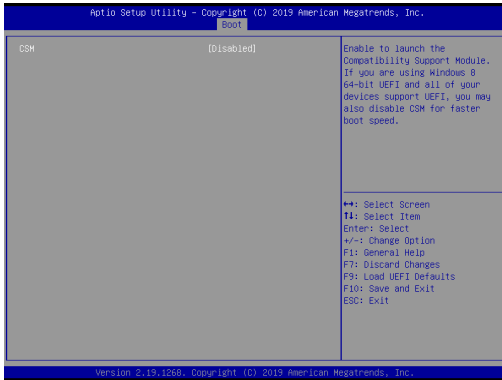 Aptio Setup Utility – Copyright (C) 2019 American Megatrends, Inc.
Boot
CSM [Disabled]
Enable to launch the
Compatibility Support Module.
If you are using Windows 8
64-bit UEFI and all of your
devices support UEFI, you may
also disable CSM for faster
boot speed.
↔: Select Screen
↑↓: Select Item
Enter: Select
+/-: Change Option
F1: General Help
F7: Discard Changes
F9: Load UEFI Defaults
F10: Save and Exit
ESC: Exit
Version 2.19.1268. Copyright (C) 2019 American Megatrends, Inc.